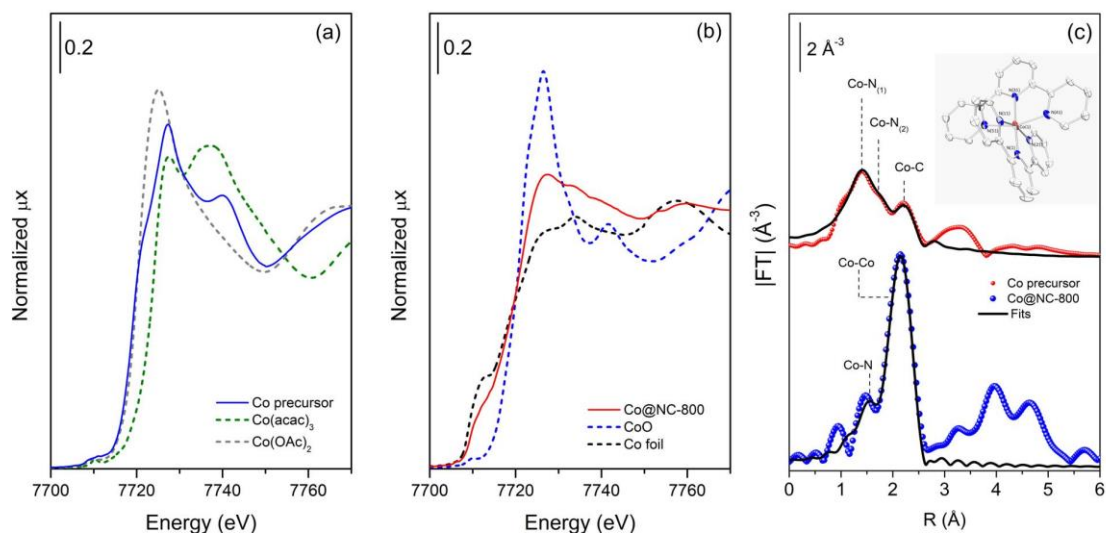 (a)
0.2
Normalized µx
Co precursor
Co(acac)3
Co(OAc)2
7700 7720 7740 7760
Energy (eV)
(b)
0.2
Normalized µx
Co@NC-800
CoO
Co foil
7700 7720 7740 7760
Energy (eV)
(c)
2 Å-3
Co-N(1)
Co-N(2)
Co-C
|FT| (Å-3)
Co precursor
Co@NC-800
Fits
Co-Co
Co-N
0 1 2 3 4 5 6
R (Å)